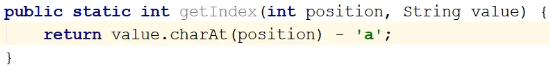 public static int getIndex(int position, String value) {
    return value.charAt(position) - 'a';
}